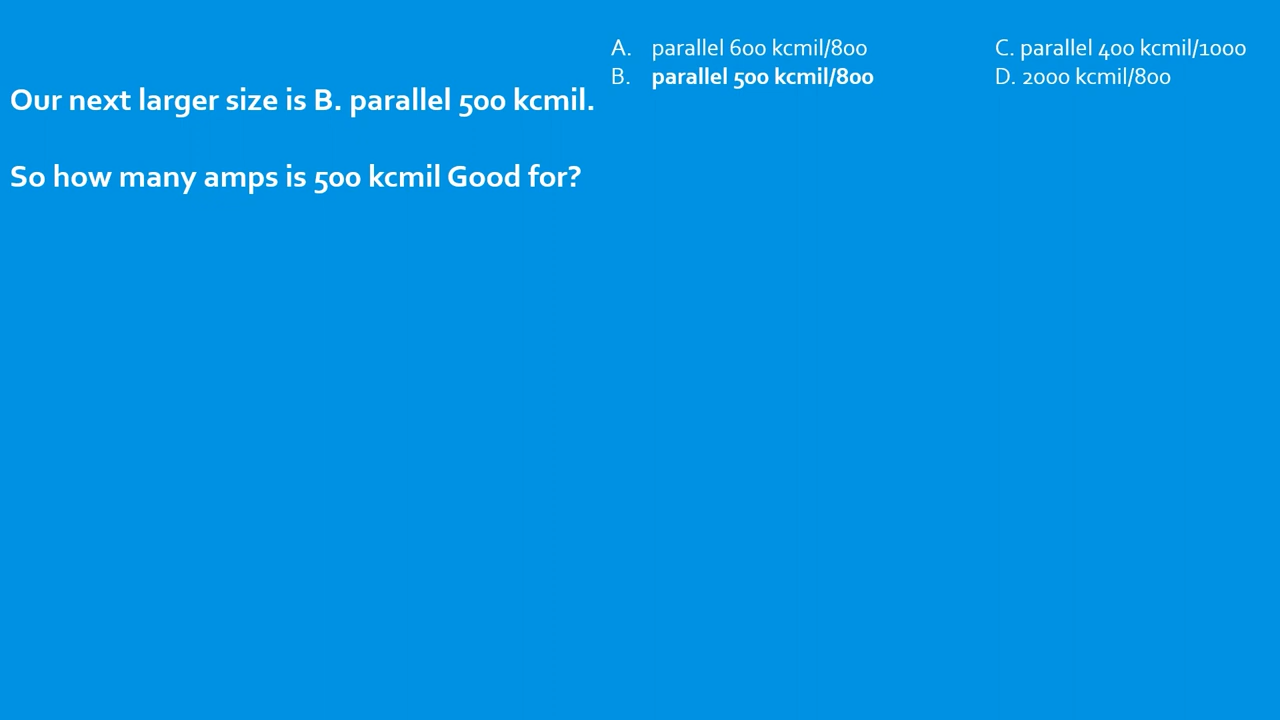 A. parallel 600 kcmil/800
B. parallel 500 kcmil/800
C. parallel 400 kcmil/1000
D. 2000 kcmil/800
Our next larger size is B. parallel 500 kcmil.
So how many amps is 500 kcmil Good for?